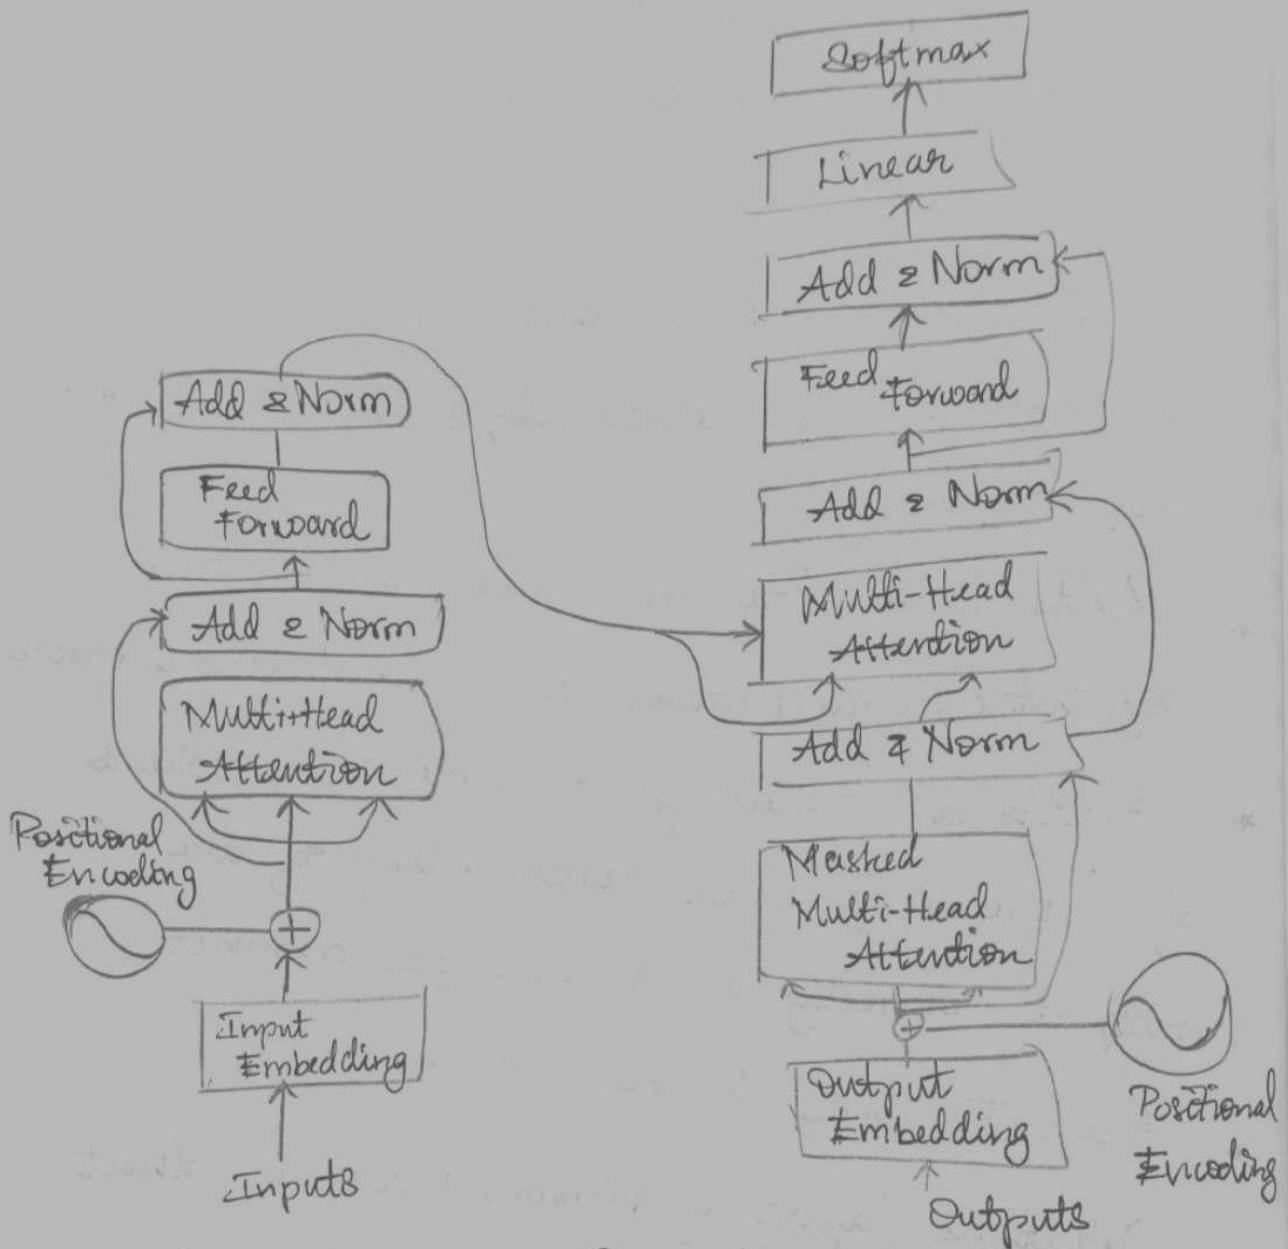 Softmax
Linear
Add & Norm
Feed
Forward
Add & Norm
Multi-Head
Attention
Add & Norm
Masked
Multi-Head
Attention
Output
Embedding
Outputs
Positional
Encoding
Add & Norm
Feed
Forward
Add & Norm
Multi-Head
Attention
Positional
Encoding
Input
Embedding
Inputs